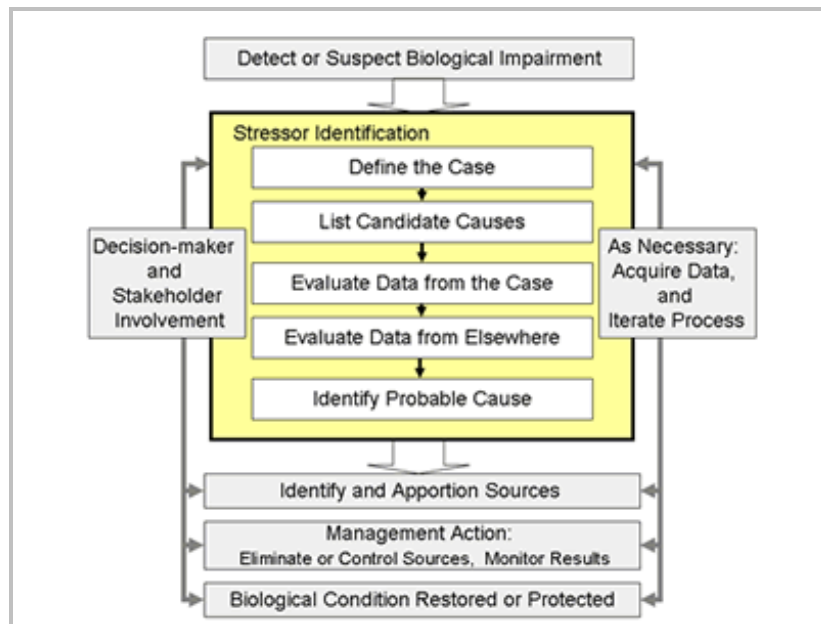 Detect or Suspect Biological Impairment
Stressor Identification
Define the Case
List Candidate Causes
Evaluate Data from the Case
Evaluate Data from Elsewhere
Identify Probable Cause
Decision-maker
and
Stakeholder
Involvement
As Necessary:
Acquire Data,
and
Iterate Process
Identify and Apportion Sources
Management Action:
Eliminate or Control Sources, Monitor Results
Biological Condition Restored or Protected